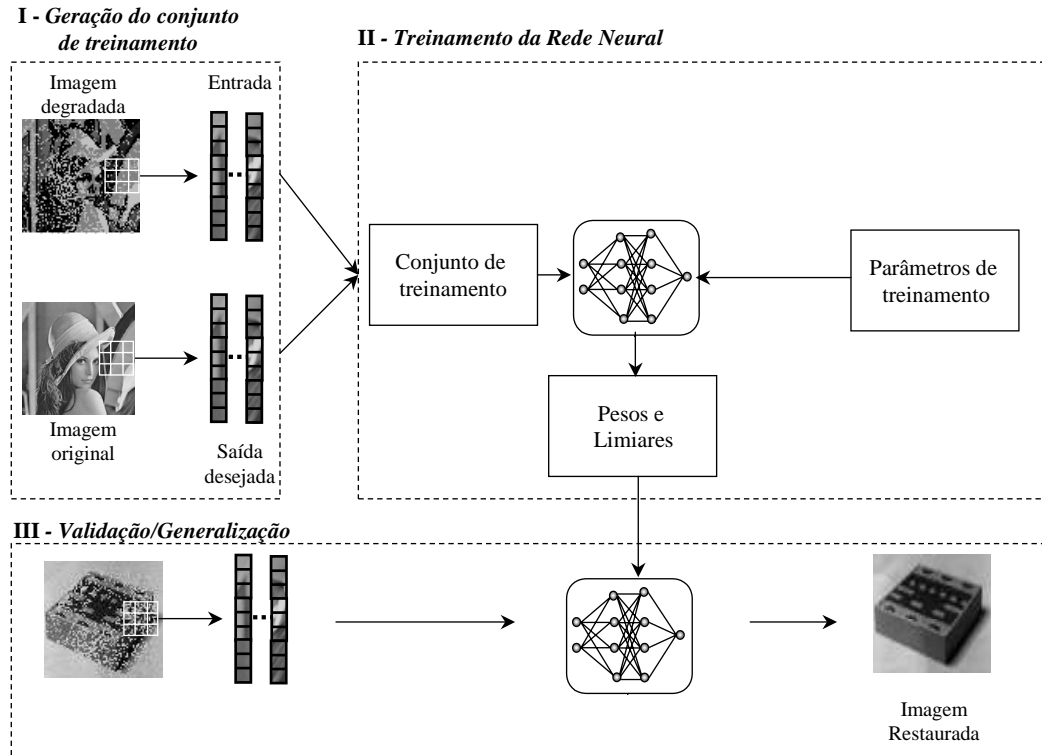 I - Geração do conjunto
de treinamento
II - Treinamento da Rede Neural
Imagem
degradada
Entrada
Imagem
original
Saída
desejada
Conjunto de
treinamento
Parâmetros de
treinamento
Pesos e
Limiares
III - Validação/Generalização
Imagem
Restaurada